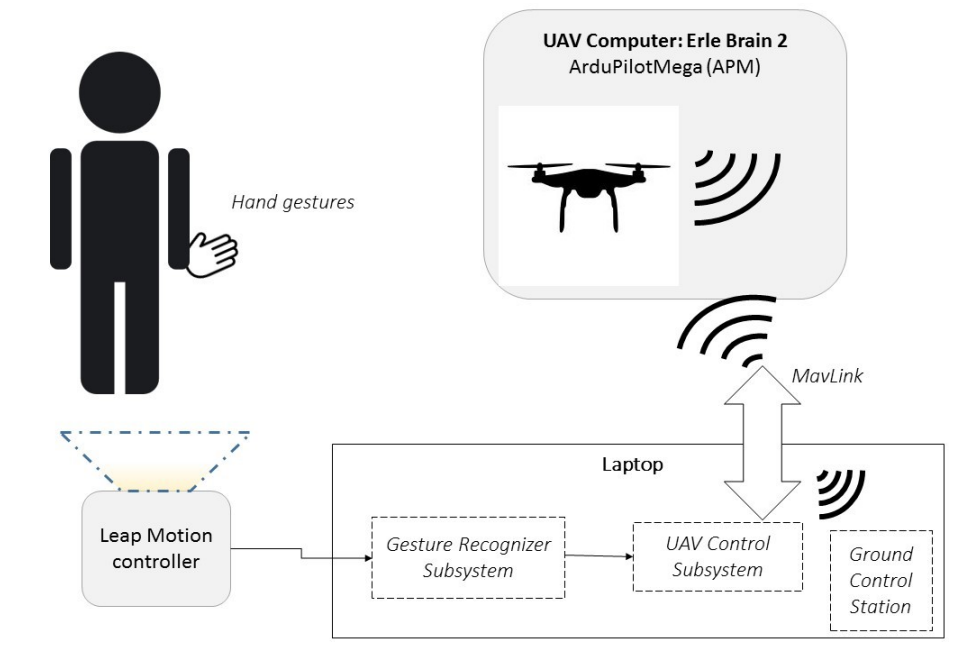 UAV Computer: Erle Brain 2
ArduPilotMega (APM)
Hand gestures
MavLink
Laptop
Leap Motion
controller
Gesture Recognizer
Subsystem
UAV Control
Subsystem
Ground
Control
Station